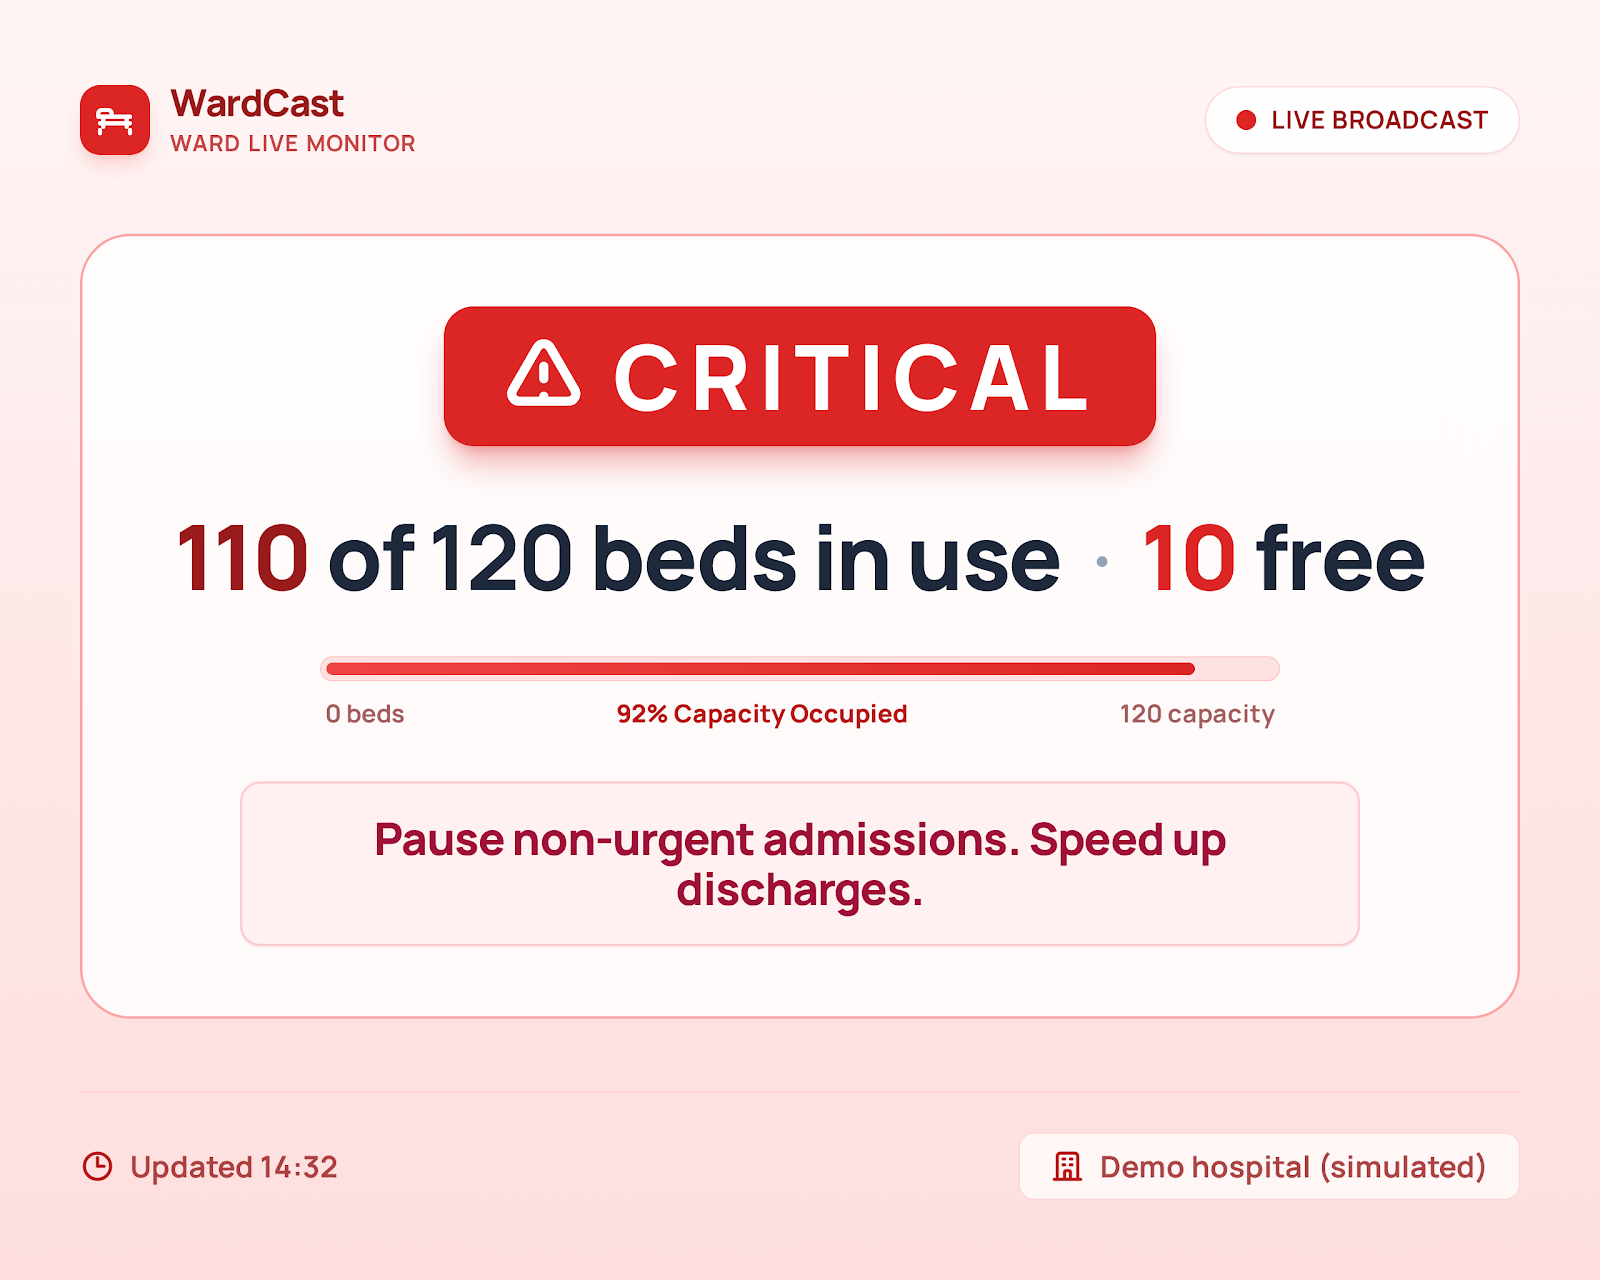 WardCast
WARD LIVE MONITOR
LIVE BROADCAST
CRITICAL
110 of 120 beds in use · 10 free
0 beds
92% Capacity Occupied
120 capacity
Pause non-urgent admissions. Speed up
discharges.
Updated 14:32
Demo hospital (simulated)